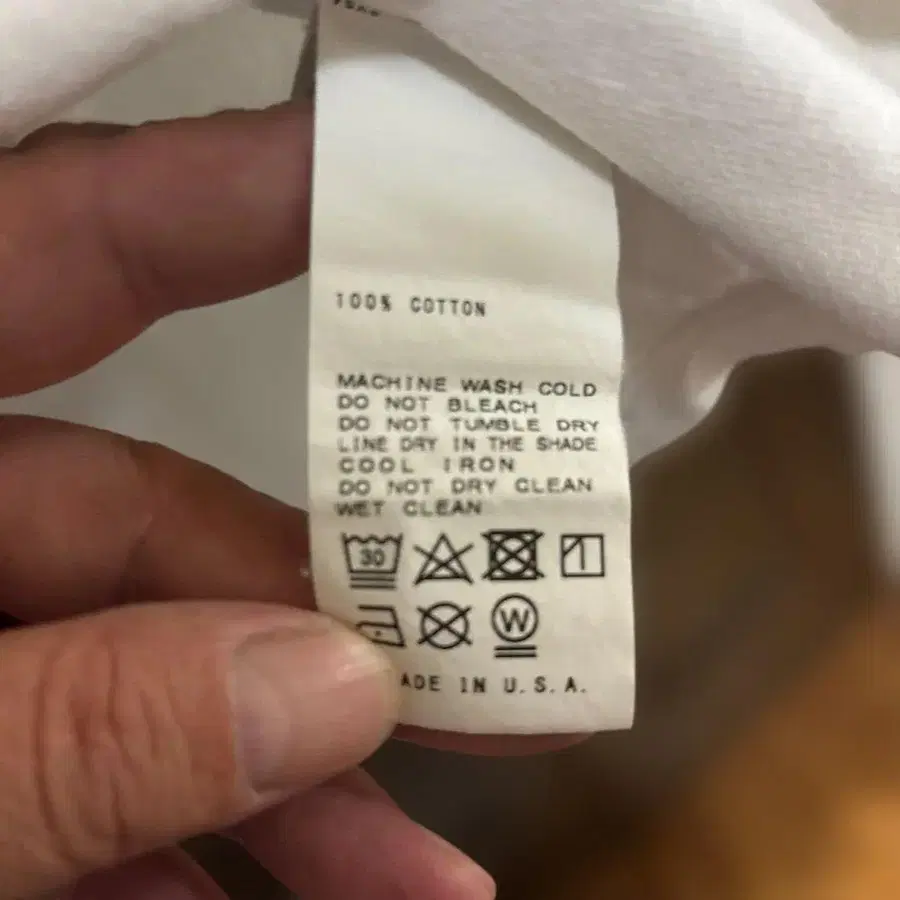 100% COTTON
MACHINE WASH COLD
DO NOT BLEACH
DO NOT TUMBLE DRY
LINE DRY IN THE SHADE
COOL IRON
DO NOT DRY CLEAN
WET CLEAN
30
W
ADE IN U.S.A.